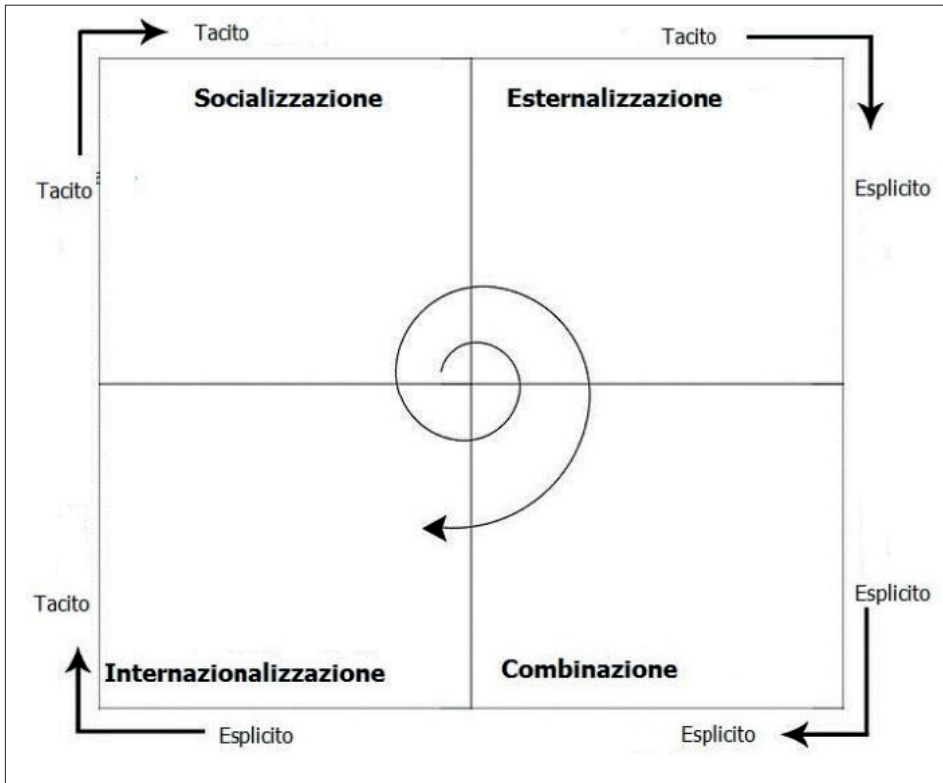 Tacito
Tacito
Socializzazione
Esternalizzazione
Tacito
Esplicito
Tacito
Esplicito
Internazionalizzazione
Combinazione
Esplicito
Esplicito